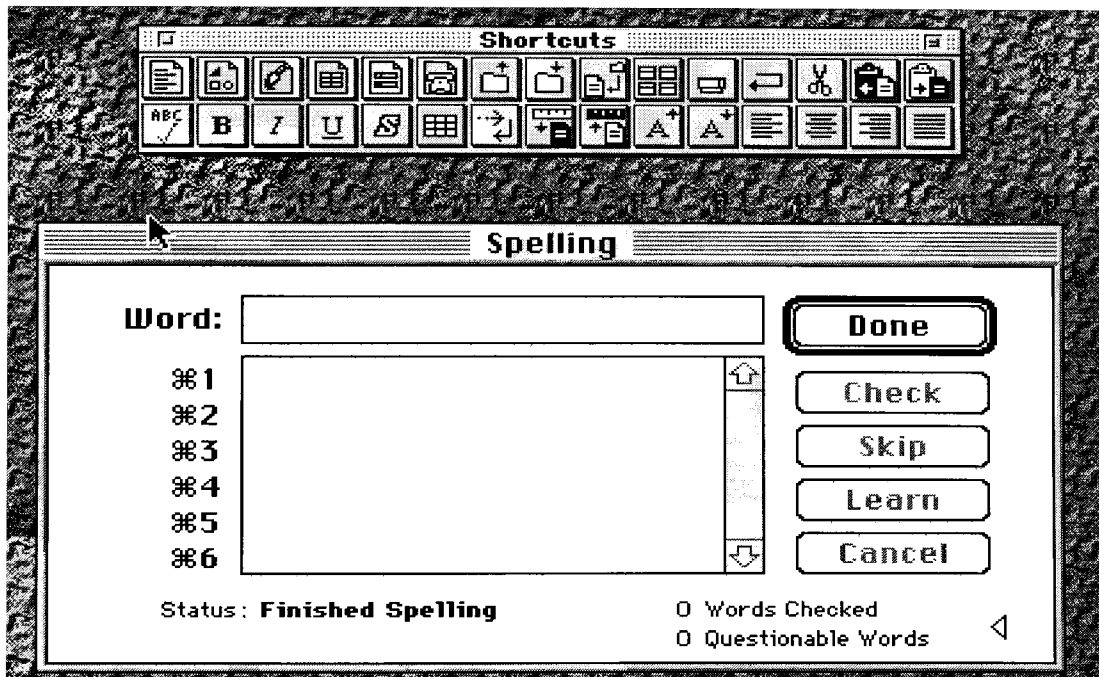 Shortcuts
ABC
B I U S A A
Spelling
Word:
Done
⌘1
Check
⌘2
⌘3
Skip
⌘4
Learn
⌘5
⌘6
Cancel
Status: Finished Spelling
0 Words Checked
0 Questionable Words